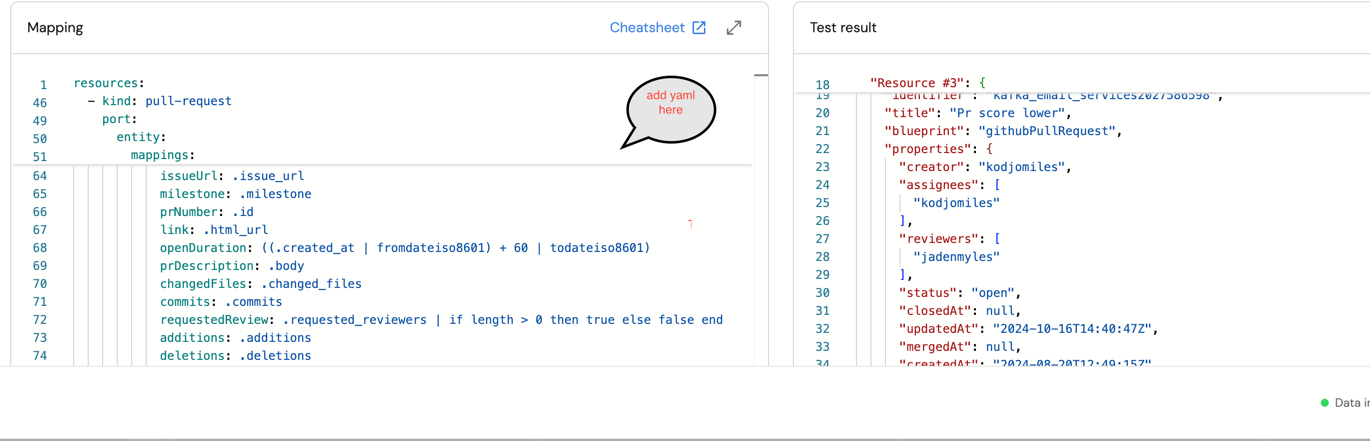 Mapping
Cheatsheet
add yaml
here
1 resources:
46 - kind: pull-request
49 port:
50 entity:
51 mappings:
64 issueUrl: .issue_url
65 milestone: .milestone
66 prNumber: .id
67 link: .html_url
68 openDuration: ((.created_at | fromdateiso8601) + 60 | todateiso8601)
69 prDescription: .body
70 changedFiles: .changed_files
71 commits: .commits
72 requestedReview: .requested_reviewers | if length > 0 then true else false end
73 additions: .additions
74 deletions: .deletions
Test result
18 "Resource #3": {
19 "identifier": "kafka_email_services2027586598",
20 "title": "Pr score lower",
21 "blueprint": "githubPullRequest",
22 "properties": {
23 "creator": "kodjomiles",
24 "assignees": [
25 "kodjomiles"
26 ],
27 "reviewers": [
28 "jadenmyles"
29 ],
30 "status": "open",
31 "closedAt": null,
32 "updatedAt": "2024-10-16T14:40:47Z",
33 "mergedAt": null,
34 "createdAt": "2024-08-20T12:49:15Z"
Data